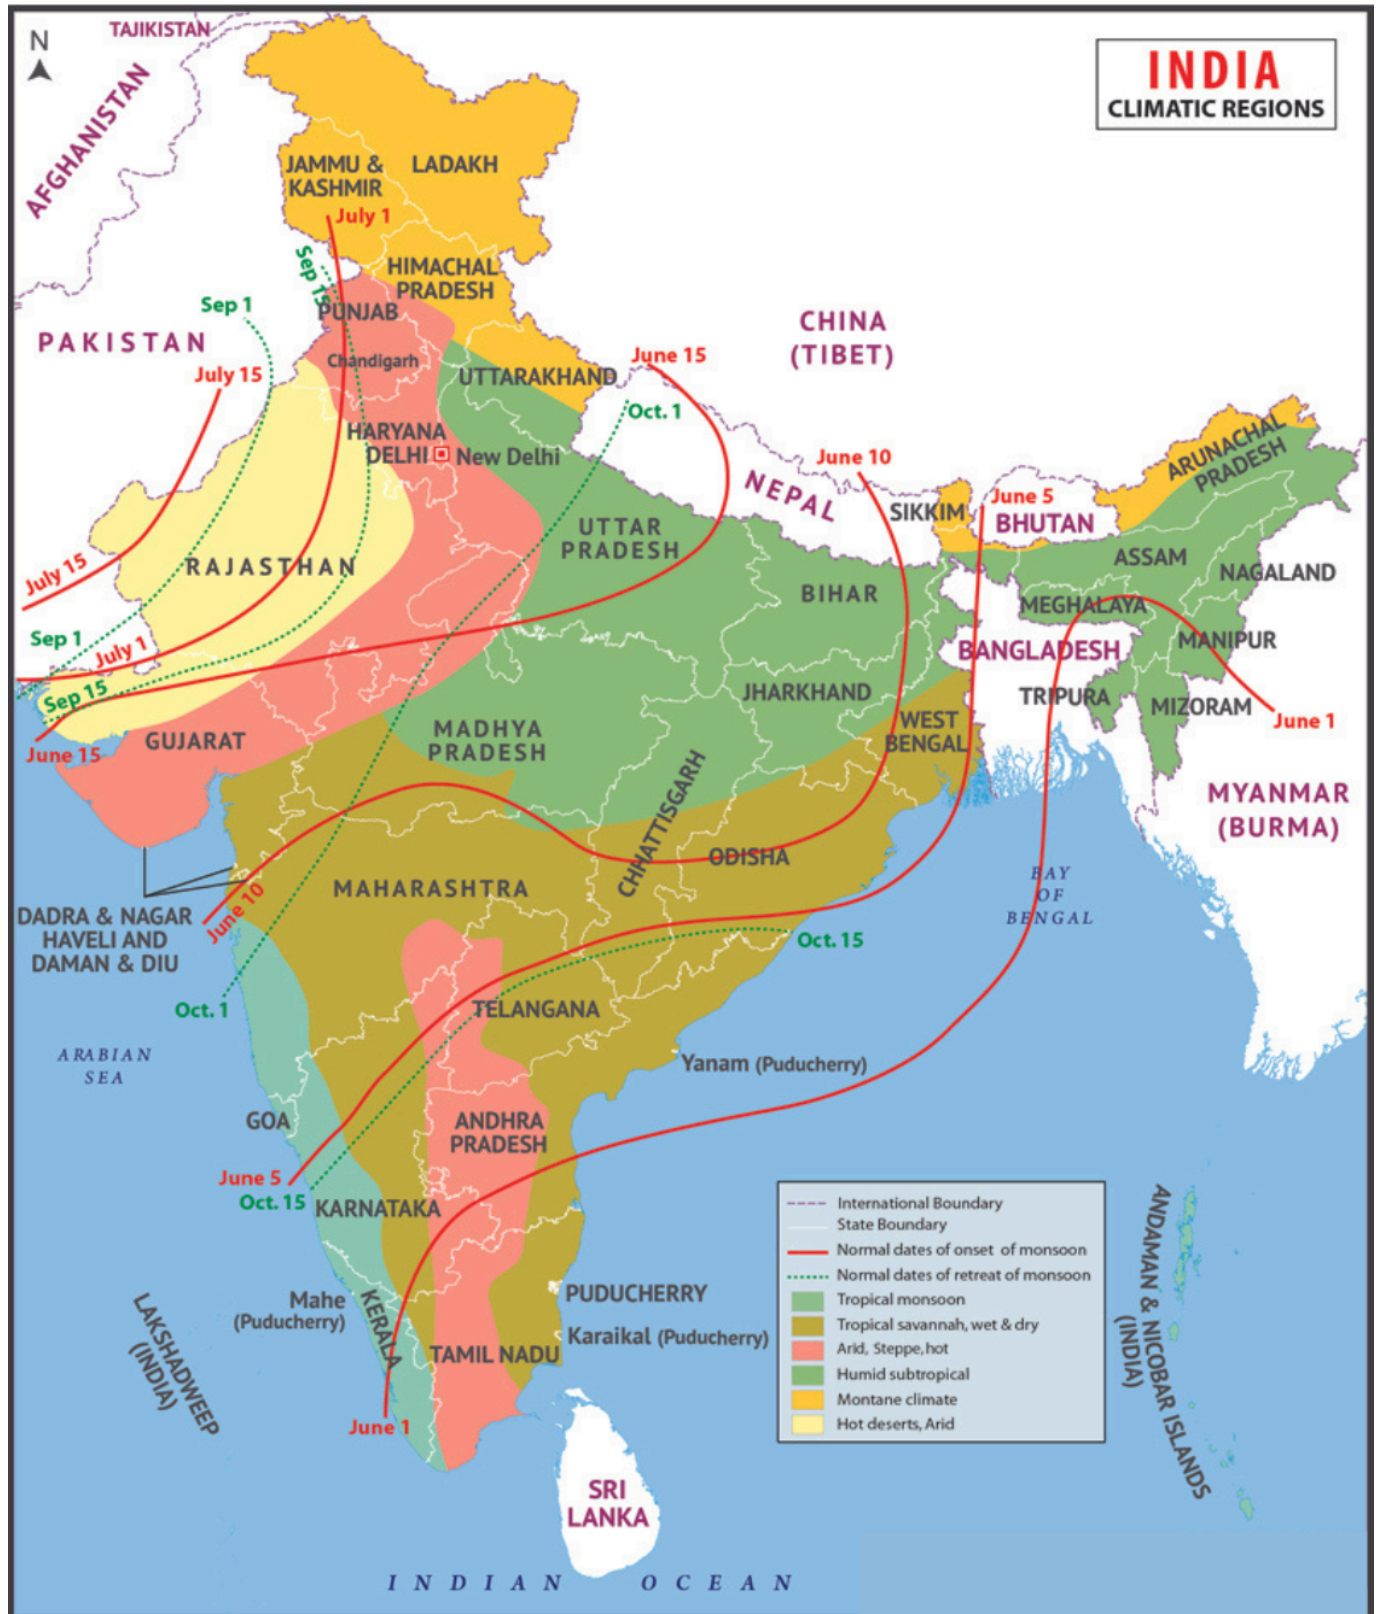 TAJIKISTAN
N
INDIA
CLIMATIC REGIONS
AFGHANISTAN
JAMMU &
KASHMIR
LADAKH
July 1
Sep 15
HIMACHAL
PRADESH
Sep 1
PUNJAB
PAKISTAN
CHINA
(TIBET)
Chandigarh
June 15
July 15
UTTARAKHAND
Oct. 1
HARYANA
DELHI
New Delhi
ARUNACHAL
PRADESH
June 10
NEPAL
SIKKIM
June 5
BHUTAN
UTTAR
PRADESH
ASSAM
RAJASTHAN
July 15
NAGALAND
BIHAR
MEGHALAYA
Sep 1
July 1
MANIPUR
BANGLADESH
Sep 15
JHARKHAND
TRIPURA
MIZORAM
June 1
WEST
BENGAL
June 15
GUJARAT
MADHYA
PRADESH
MYANMAR
(BURMA)
CHHATTISGARH
ODISHA
BAY
OF
BENGAL
MAHARASHTRA
June 10
DADRA & NAGAR
HAVELI AND
DAMAN & DIU
Oct. 15
Oct. 1
TELANGANA
ARABIAN
SEA
Yanam (Puducherry)
GOA
ANDHRA
PRADESH
June 5
Oct. 15
KARNATAKA
International Boundary
State Boundary
Normal dates of onset of monsoon
Normal dates of retreat of monsoon
Tropical monsoon
Tropical savannah, wet & dry
Arid, Steppe, hot
Humid subtropical
Montane climate
Hot deserts, Arid
ANDAMAN & NICOBAR ISLANDS
(INDIA)
Mahe
(Puducherry)
KERALA
PUDUCHERRY
Karaikal (Puducherry)
TAMIL NADU
LAKSHADWEEP
(INDIA)
June 1
SRI
LANKA
INDIAN OCEAN